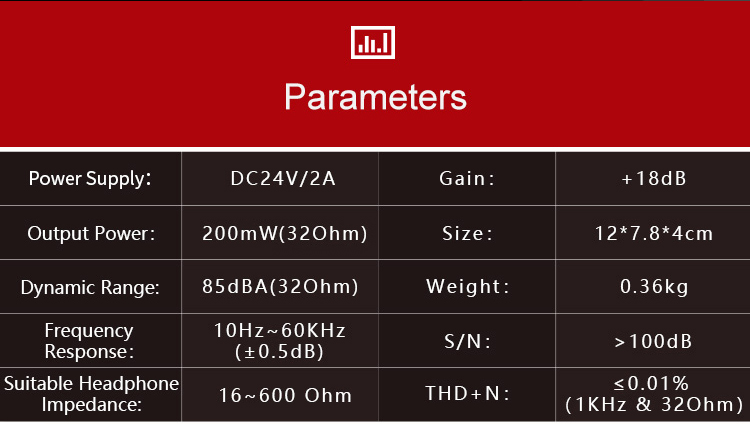 Parameters
Power Supply: DC24V/2A Gain: +18dB
Output Power: 200mW(32Ohm) Size: 12*7.8*4cm
Dynamic Range: 85dBA(32Ohm) Weight: 0.36kg
Frequency Response: 10Hz~60KHz (±0.5dB) S/N: >100dB
Suitable Headphone Impedance: 16~600 Ohm THD+N: ≤0.01% (1KHz & 32Ohm)